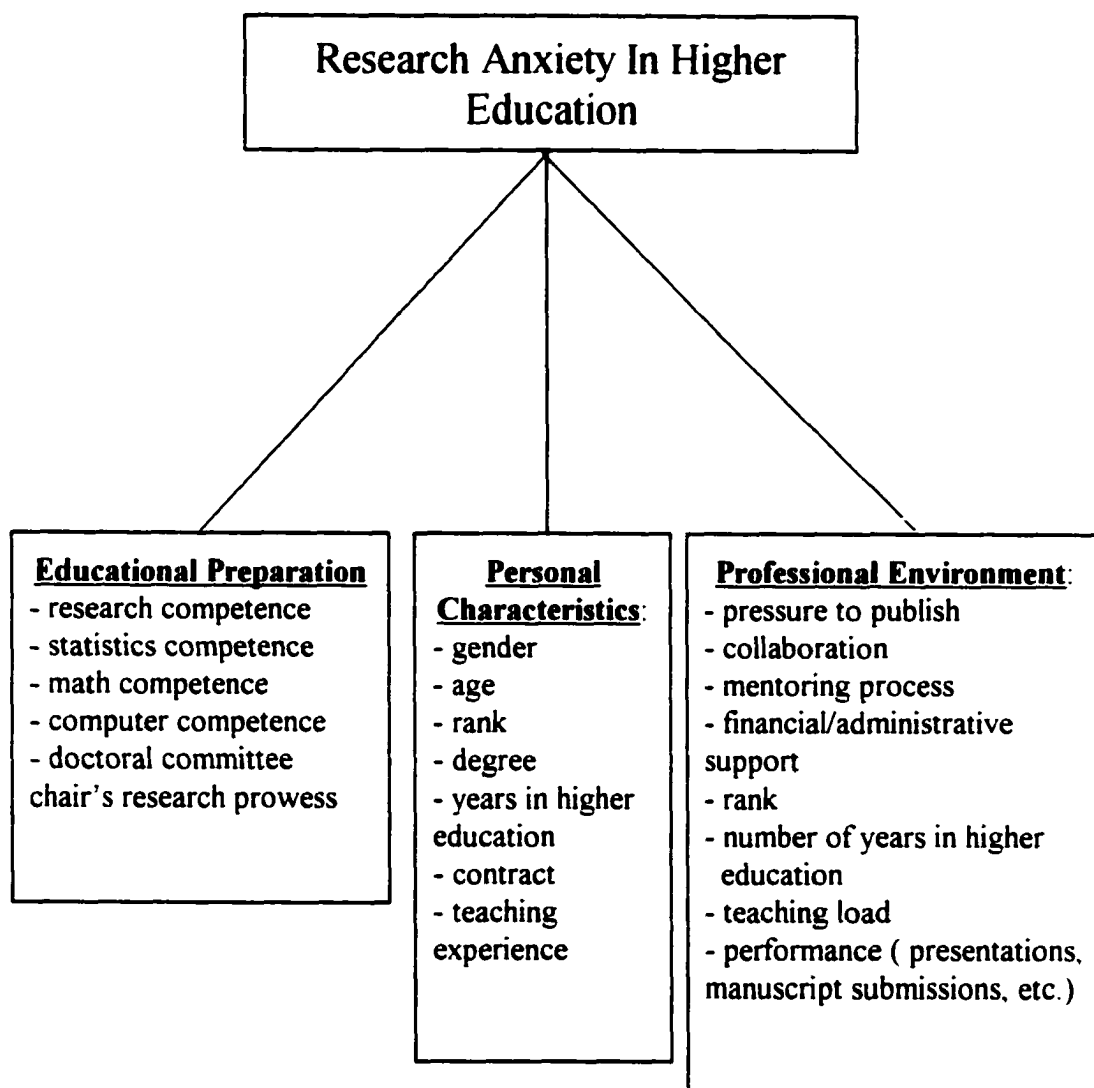 Research Anxiety In Higher
Education
Educational Preparation
- research competence
- statistics competence
- math competence
- computer competence
- doctoral committee
chair's research prowess
Personal
Characteristics:
- gender
- age
- rank
- degree
- years in higher
education
- contract
- teaching
experience
Professional Environment:
- pressure to publish
- collaboration
- mentoring process
- financial/administrative
support
- rank
- number of years in higher
education
- teaching load
- performance ( presentations,
manuscript submissions, etc.)